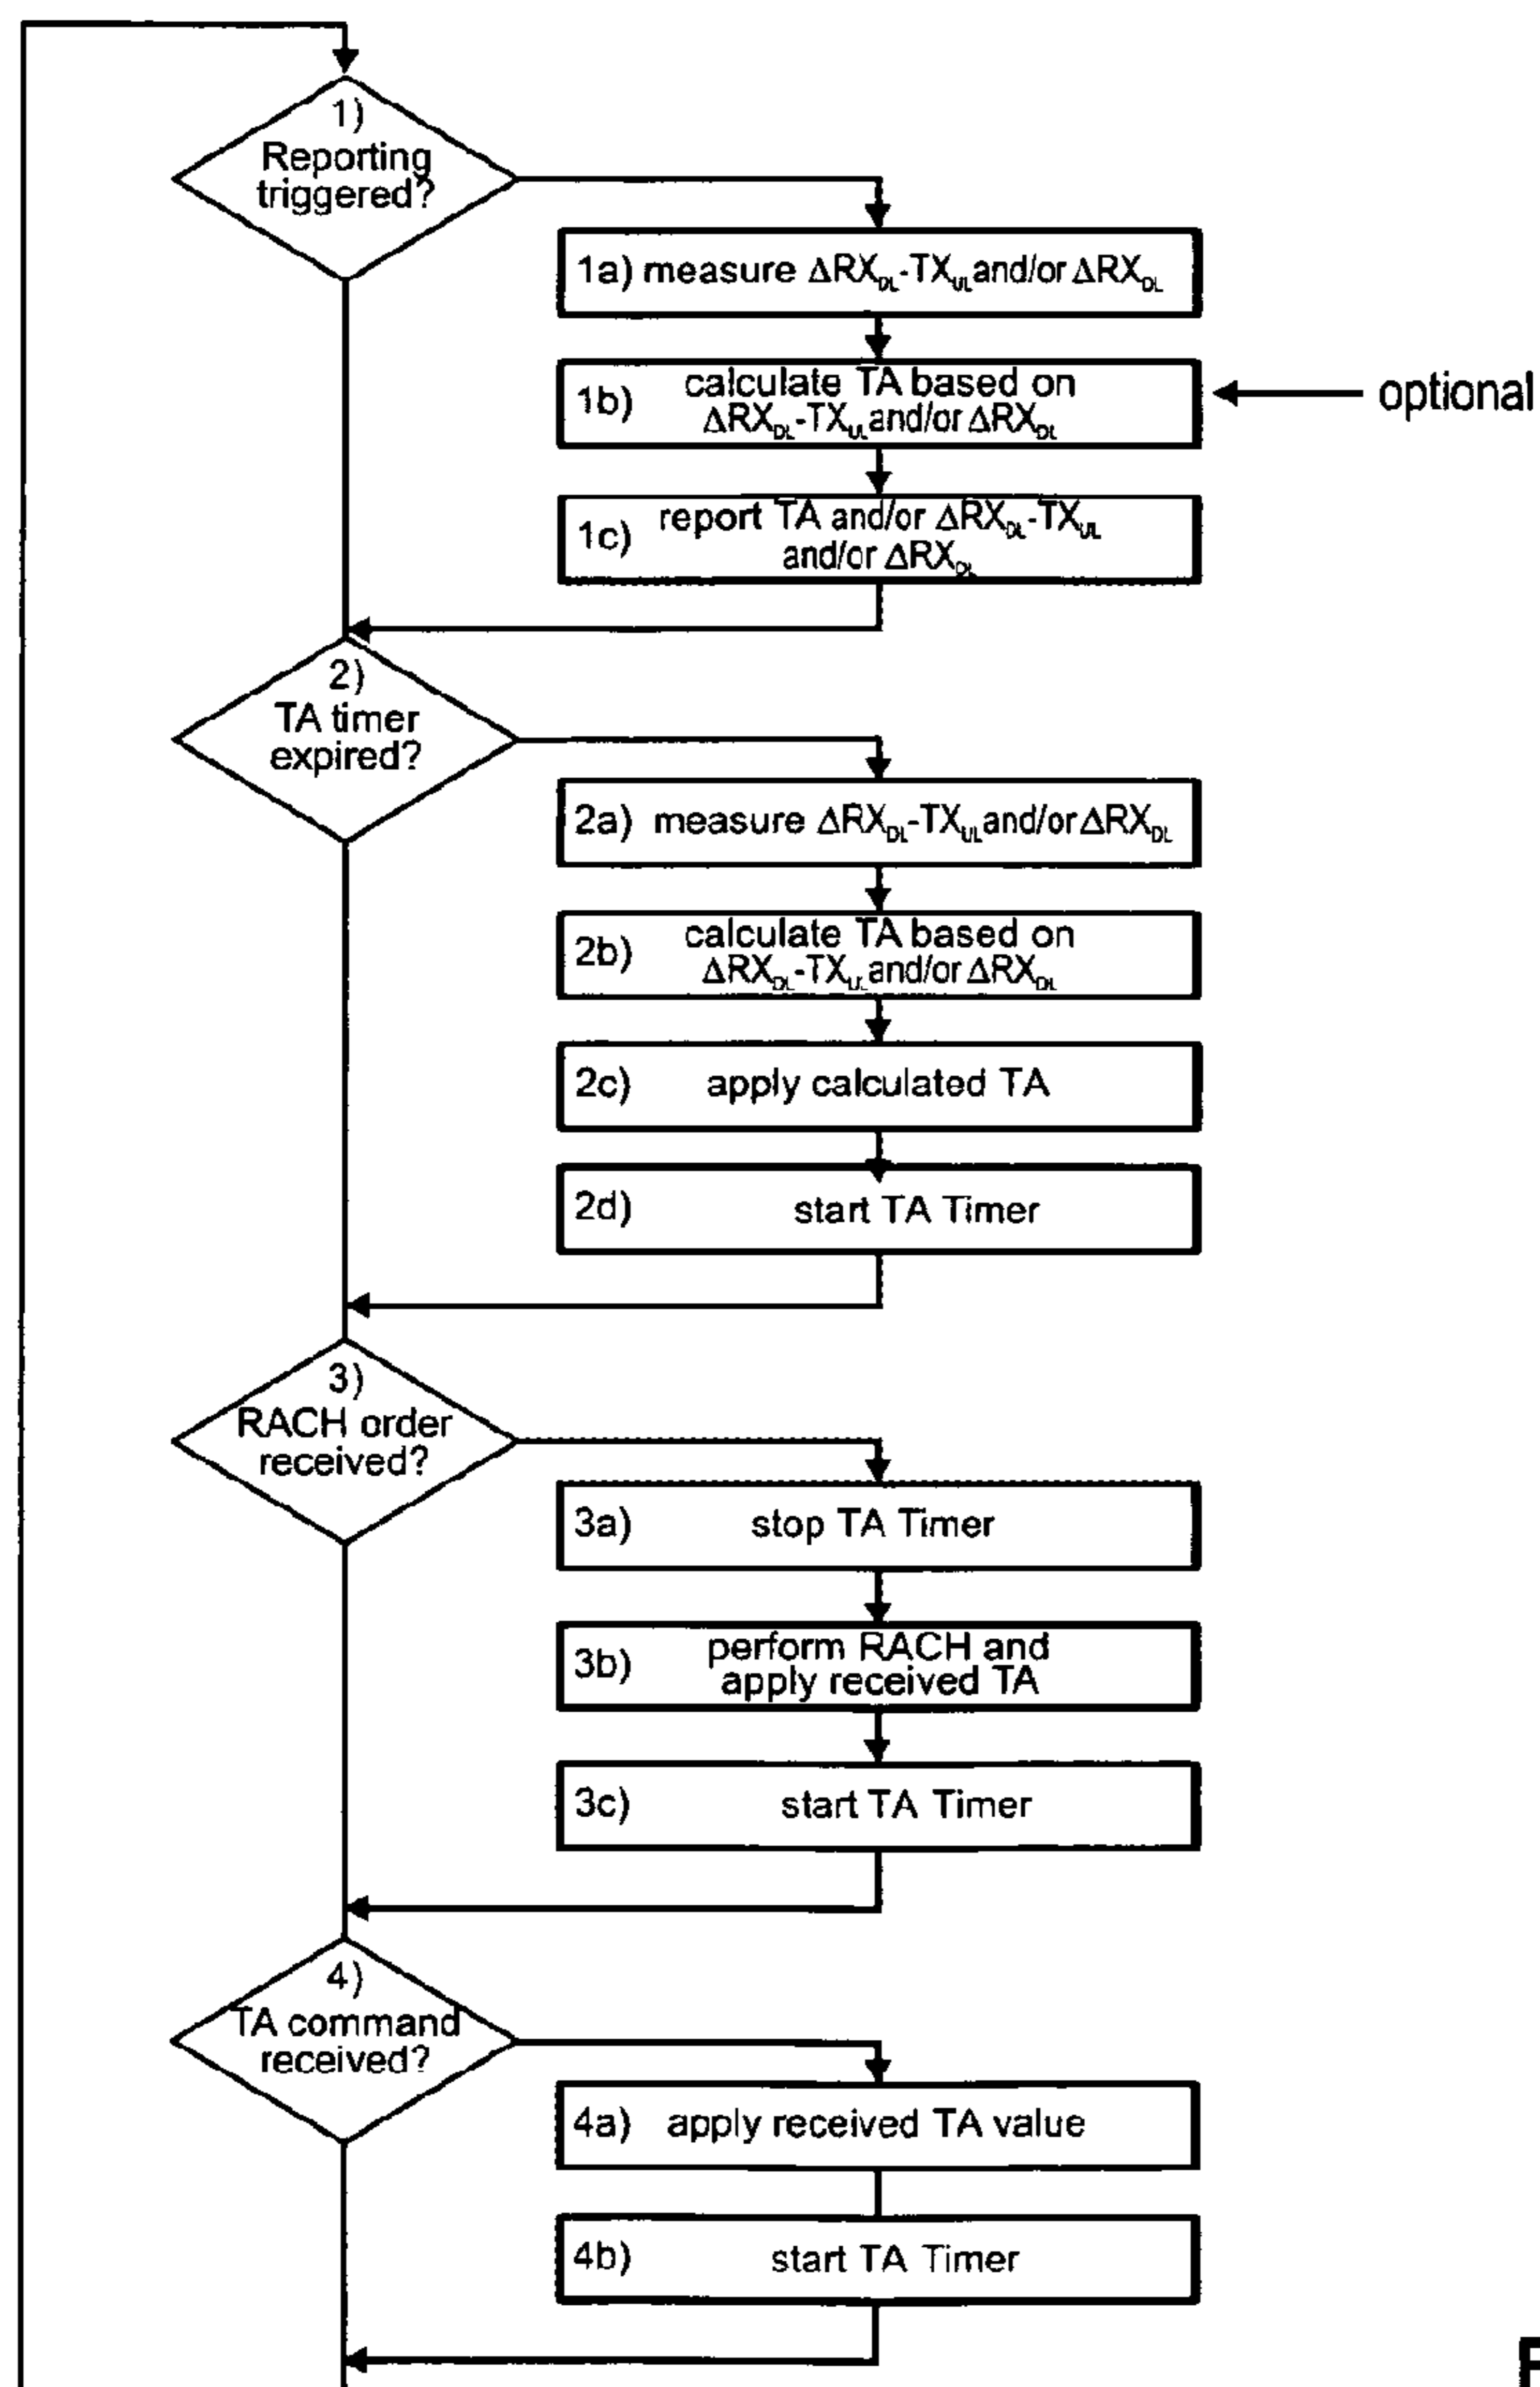 1)
Reporting
triggered?
1a) measure ΔRX_DL-TX_UL and/or ΔRX_DL
1b) calculate TA based on
ΔRX_DL-TX_UL and/or ΔRX_DL
optional
1c) report TA and/or ΔRX_DL-TX_UL
and/or ΔRX_DL
2)
TA timer
expired?
2a) measure ΔRX_DL-TX_UL and/or ΔRX_DL
2b) calculate TA based on
ΔRX_DL-TX_UL and/or ΔRX_DL
2c) apply calculated TA
2d) start TA Timer
3)
RACH order
received?
3a) stop TA Timer
3b) perform RACH and
apply received TA
3c) start TA Timer
4)
TA command
received?
4a) apply received TA value
4b) start TA Timer